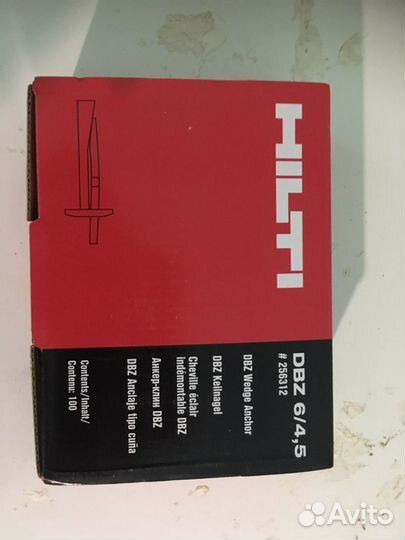 HILTI
DBZ 6/4,5
# 256312
DBZ Wedge Anchor
DBZ Keilnagel
Cheville éclair
indémontable DBZ
Анкер-клин DBZ
DBZ Anclaje tipo cuña
Contents/Inhalt/
Contenu: 100
Avito